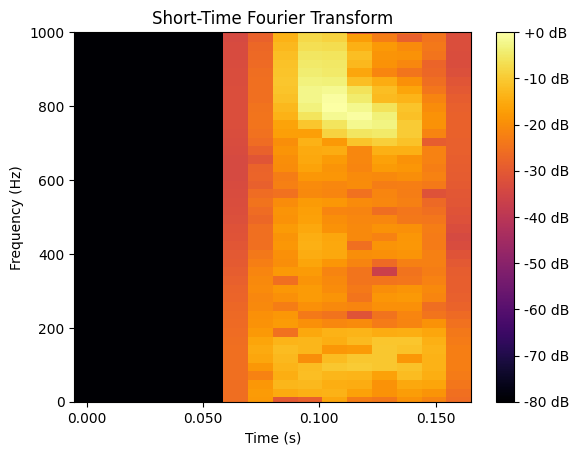 Short-Time Fourier Transform
Frequency (Hz)
1000
800
600
400
200
0
0.000
0.050
0.100
0.150
Time (s)
+0 dB
-10 dB
-20 dB
-30 dB
-40 dB
-50 dB
-60 dB
-70 dB
-80 dB